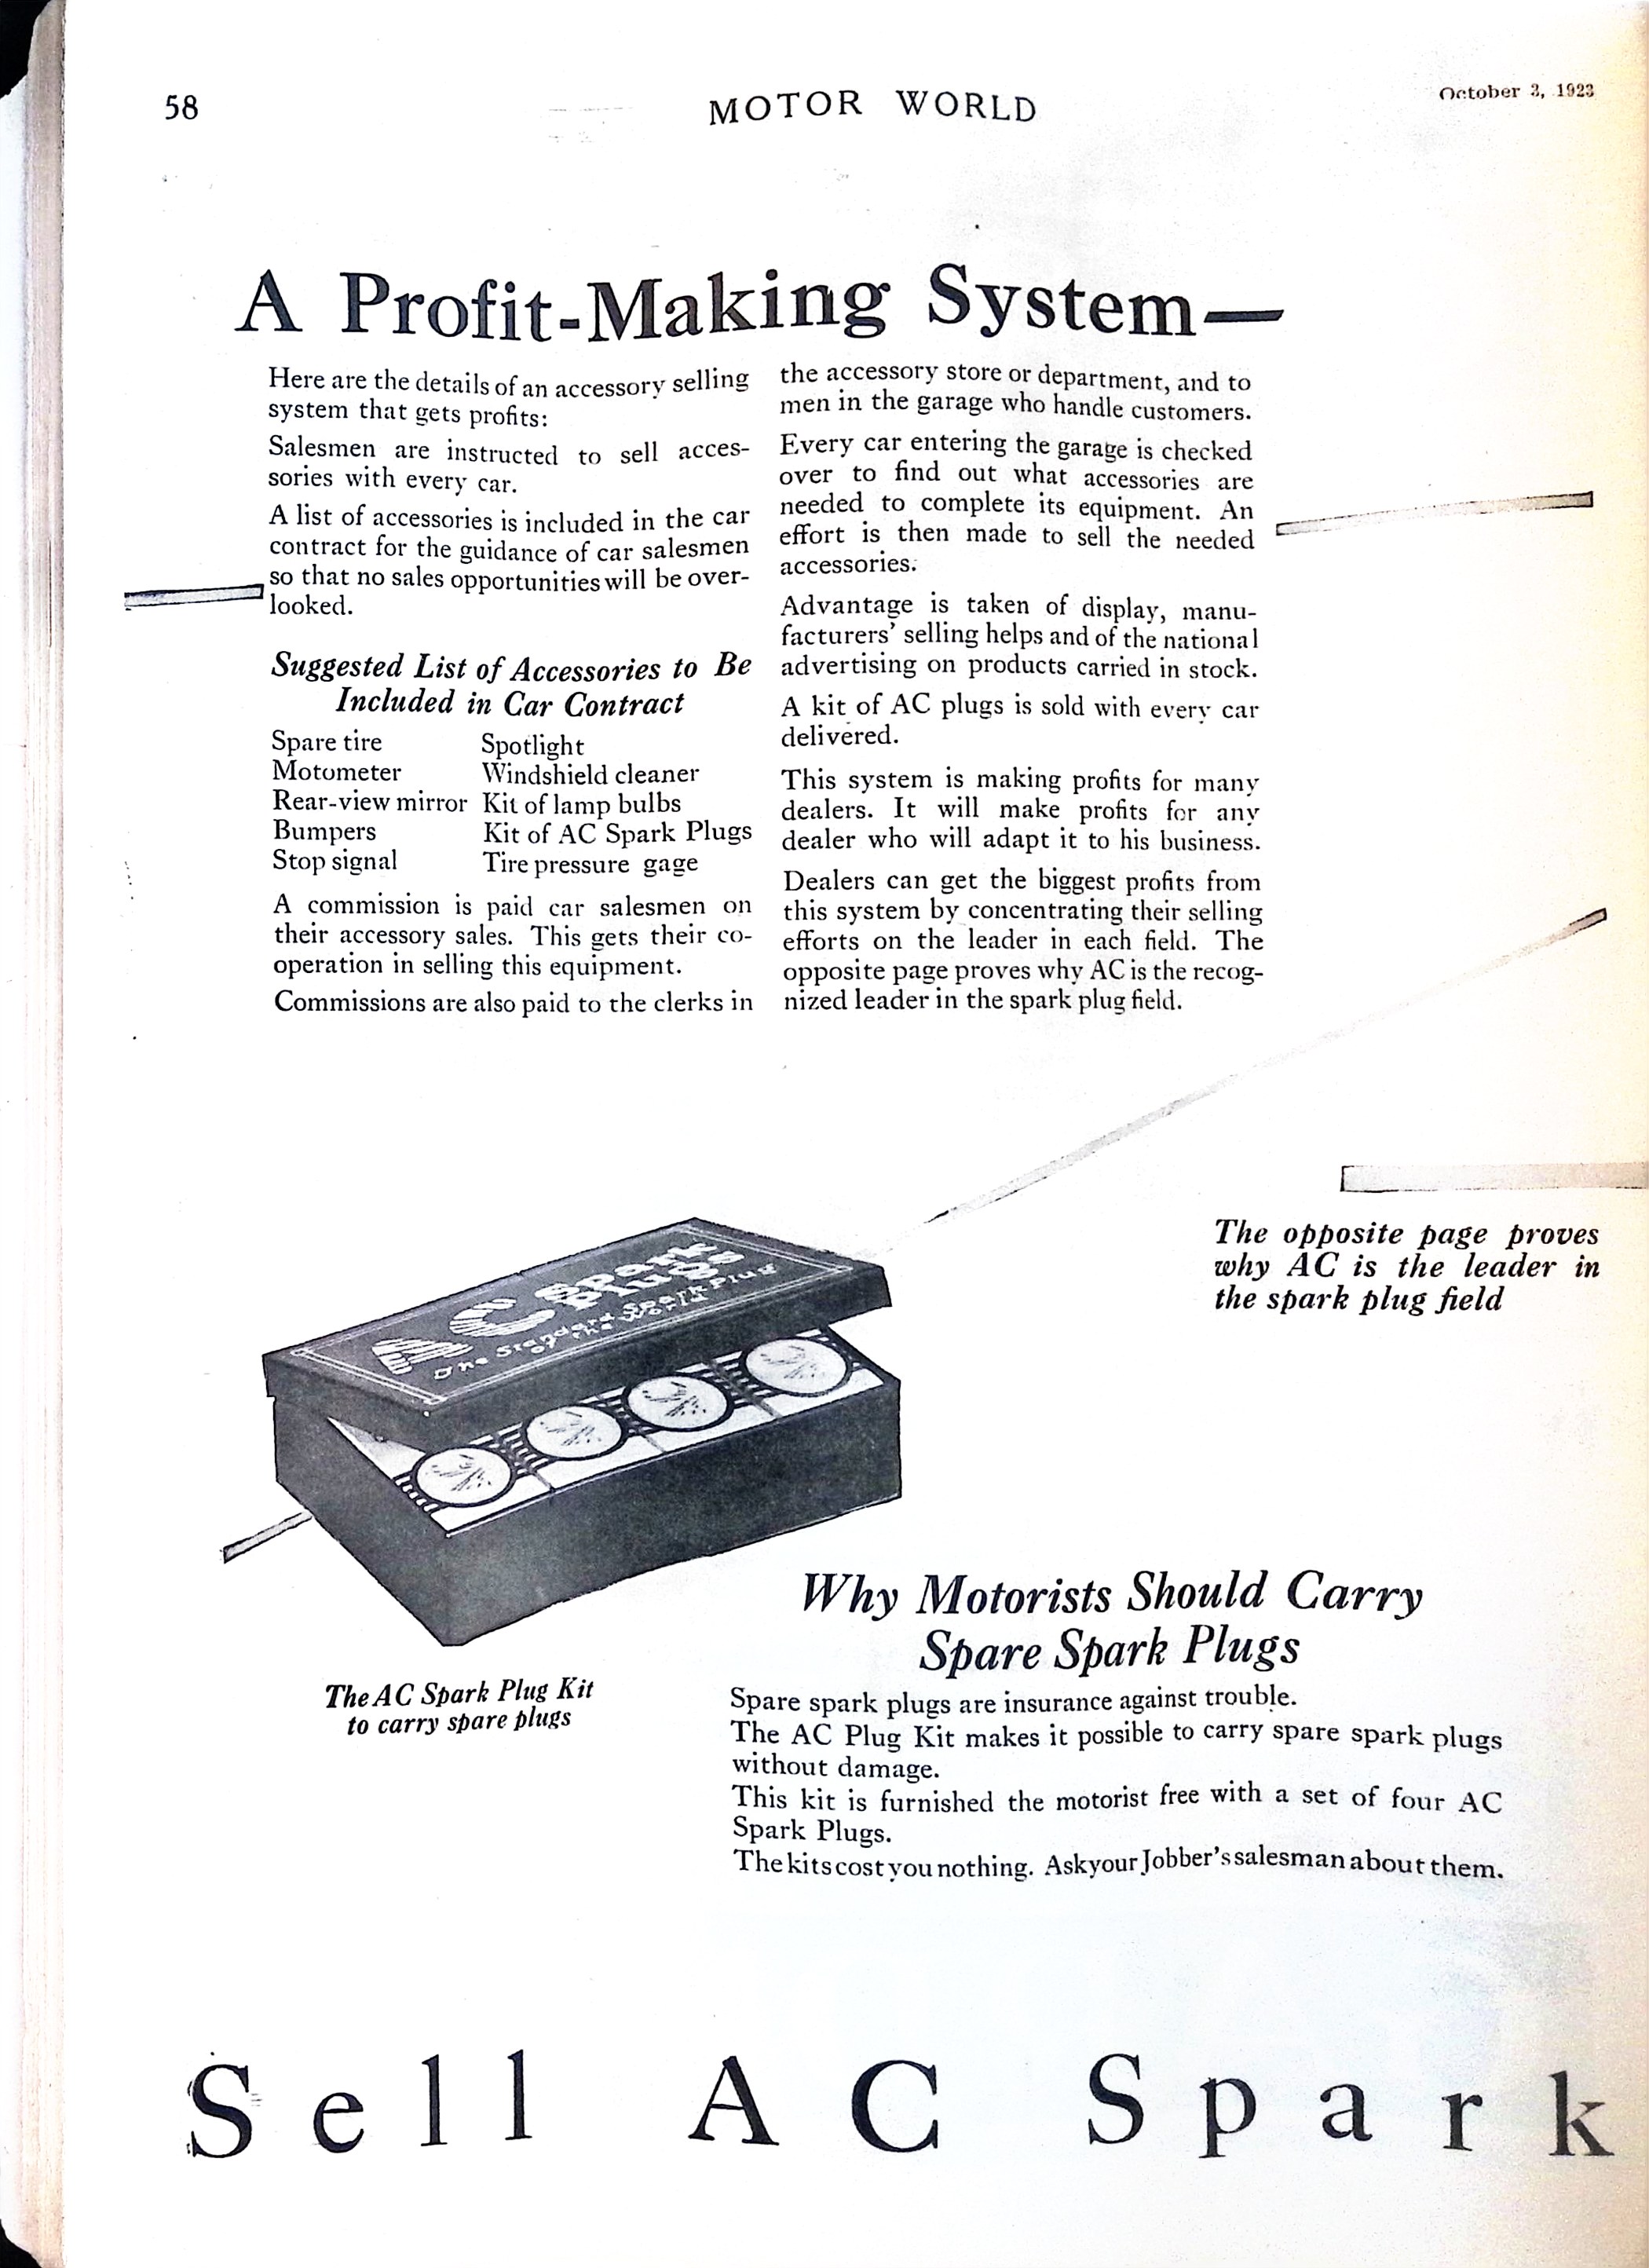 58
MOTOR WORLD
October 3, 1923
A Profit-Making System—
Here are the details of an accessory selling
system that gets profits:
Salesmen are instructed to sell acces-
sories with every car.
A list of accessories is included in the car
contract for the guidance of car salesmen
so that no sales opportunities will be over-
looked.
Suggested List of Accessories to Be
Included in Car Contract
Spare tire Spotlight
Motometer Windshield cleaner
Rear-view mirror Kit of lamp bulbs
Bumpers Kit of AC Spark Plugs
Stop signal Tire pressure gage
A commission is paid car salesmen on
their accessory sales. This gets their co-
operation in selling this equipment.
Commissions are also paid to the clerks in
the accessory store or department, and to
men in the garage who handle customers.
Every car entering the garage is checked
over to find out what accessories are
needed to complete its equipment. An
effort is then made to sell the needed
accessories.
Advantage is taken of display, manu-
facturers' selling helps and of the national
advertising on products carried in stock.
A kit of AC plugs is sold with every car
delivered.
This system is making profits for many
dealers. It will make profits for any
dealer who will adapt it to his business.
Dealers can get the biggest profits from
this system by concentrating their selling
efforts on the leader in each field. The
opposite page proves why AC is the recog-
nized leader in the spark plug field.
The opposite page proves
why AC is the leader in
the spark plug field
AC Spark
Plugs
The Standard Spark Plug
of the World
The AC Spark Plug Kit
to carry spare plugs
Why Motorists Should Carry
Spare Spark Plugs
Spare spark plugs are insurance against trouble.
The AC Plug Kit makes it possible to carry spare spark plugs
without damage.
This kit is furnished the motorist free with a set of four AC
Spark Plugs.
The kits cost you nothing. Ask your Jobber's salesman about them.
Sell AC Spark